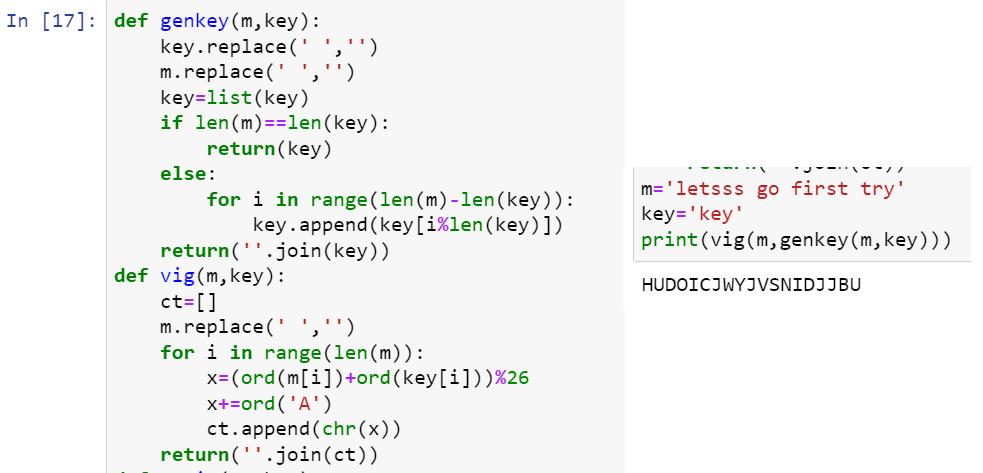 In [17]:
def genkey(m,key):
    key.replace(' ','')
    m.replace(' ','')
    key=list(key)
    if len(m)==len(key):
        return(key)
    else:
        for i in range(len(m)-len(key)):
            key.append(key[i%len(key)])
    return(''.join(key))
def vig(m,key):
    ct=[]
    m.replace(' ','')
    for i in range(len(m)):
        x=(ord(m[i])+ord(key[i]))%26
        x+=ord('A')
        ct.append(chr(x))
    return(''.join(ct))
m='letsss go first try'
key='key'
print(vig(m,genkey(m,key)))
HUDOICJWYJVSNIDJJBU